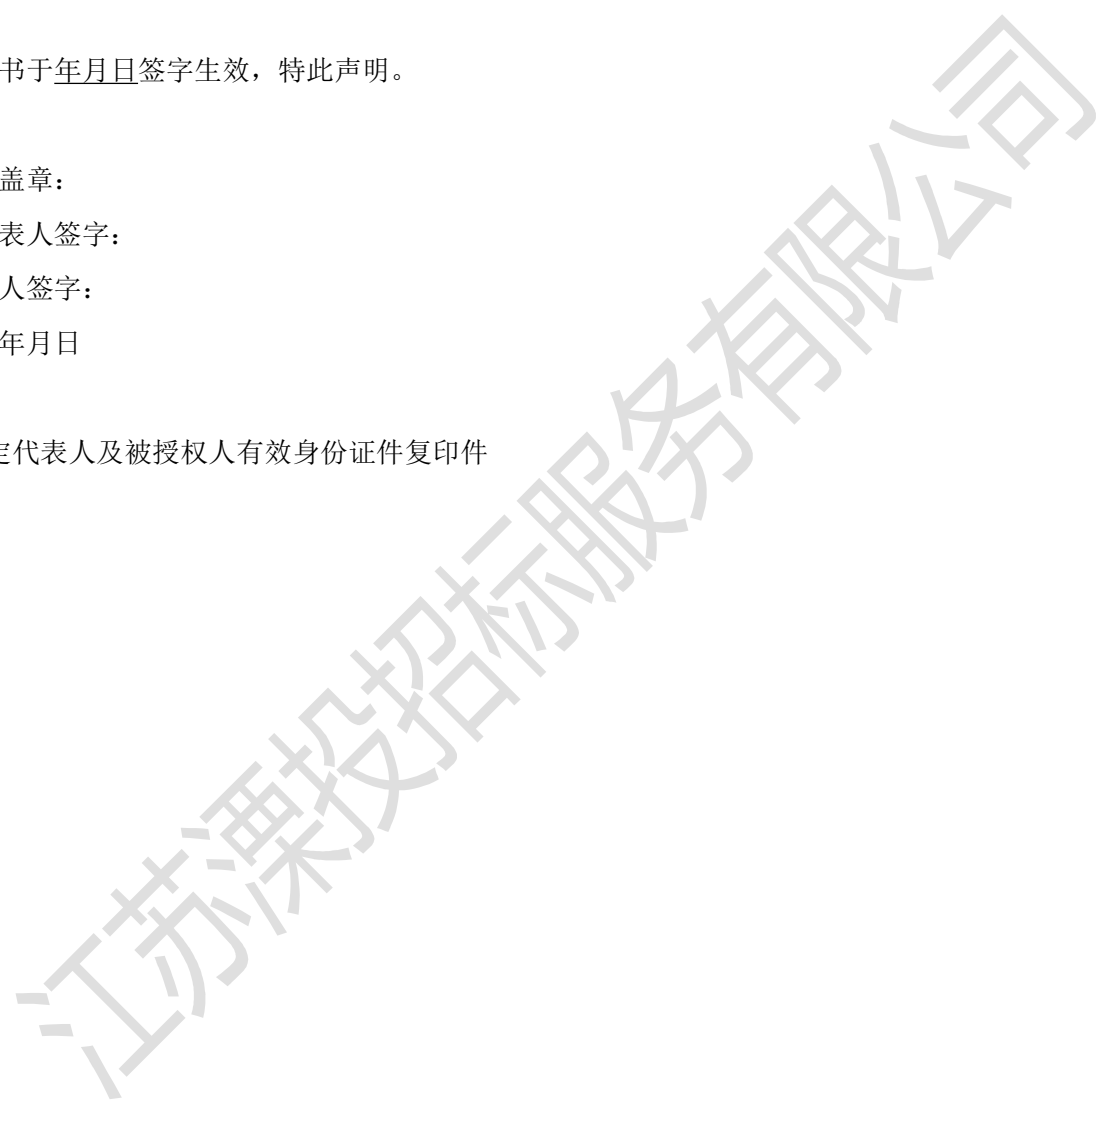 书于年月日签字生效，特此声明。
盖章：
表人签字：
人签字：
年月日
代表人及被授权人有效身份证件复印件
江苏溧投招标服务有限公司